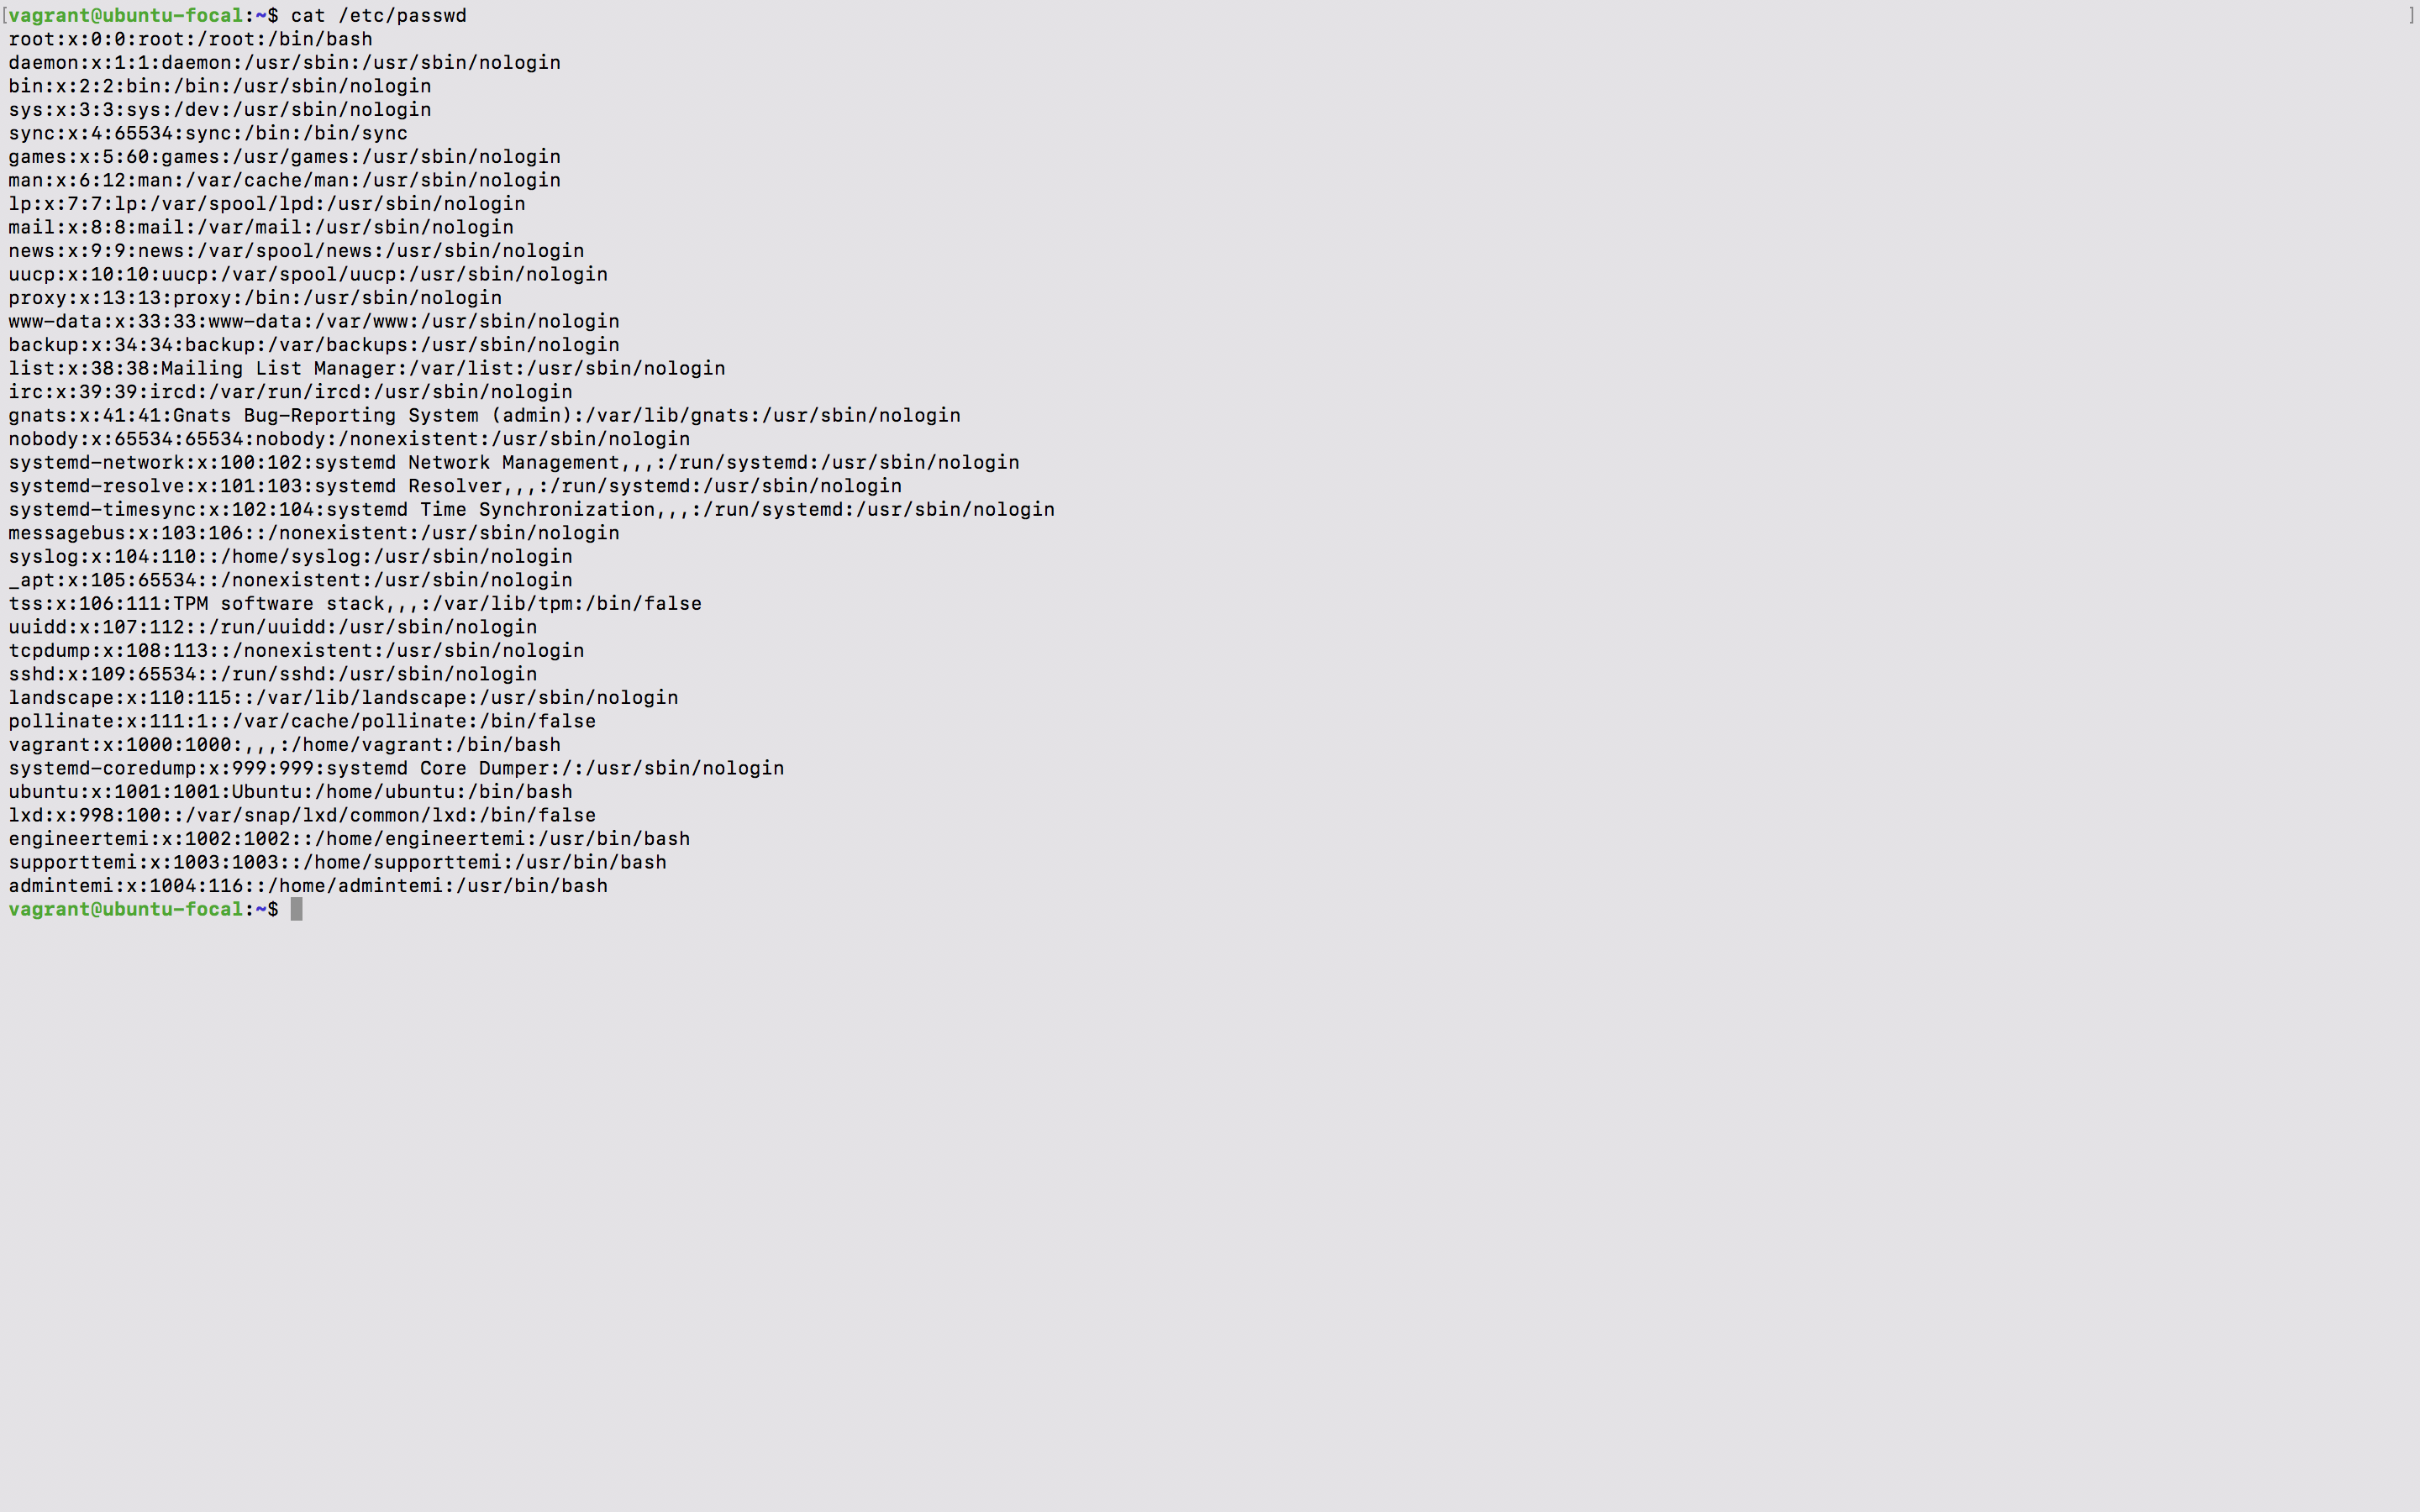 [vagrant@ubuntu-focal:~$ cat /etc/passwd ]
root:x:0:0:root:/root:/bin/bash
daemon:x:1:1:daemon:/usr/sbin:/usr/sbin/nologin
bin:x:2:2:bin:/bin:/usr/sbin/nologin
sys:x:3:3:sys:/dev:/usr/sbin/nologin
sync:x:4:65534:sync:/bin:/bin/sync
games:x:5:60:games:/usr/games:/usr/sbin/nologin
man:x:6:12:man:/var/cache/man:/usr/sbin/nologin
lp:x:7:7:lp:/var/spool/lpd:/usr/sbin/nologin
mail:x:8:8:mail:/var/mail:/usr/sbin/nologin
news:x:9:9:news:/var/spool/news:/usr/sbin/nologin
uucp:x:10:10:uucp:/var/spool/uucp:/usr/sbin/nologin
proxy:x:13:13:proxy:/bin:/usr/sbin/nologin
www-data:x:33:33:www-data:/var/www:/usr/sbin/nologin
backup:x:34:34:backup:/var/backups:/usr/sbin/nologin
list:x:38:38:Mailing List Manager:/var/list:/usr/sbin/nologin
irc:x:39:39:ircd:/var/run/ircd:/usr/sbin/nologin
gnats:x:41:41:Gnats Bug-Reporting System (admin):/var/lib/gnats:/usr/sbin/nologin
nobody:x:65534:65534:nobody:/nonexistent:/usr/sbin/nologin
systemd-network:x:100:102:systemd Network Management,,,:/run/systemd:/usr/sbin/nologin
systemd-resolve:x:101:103:systemd Resolver,,,:/run/systemd:/usr/sbin/nologin
systemd-timesync:x:102:104:systemd Time Synchronization,,,:/run/systemd:/usr/sbin/nologin
messagebus:x:103:106::/nonexistent:/usr/sbin/nologin
syslog:x:104:110::/home/syslog:/usr/sbin/nologin
_apt:x:105:65534::/nonexistent:/usr/sbin/nologin
tss:x:106:111:TPM software stack,,,:/var/lib/tpm:/bin/false
uuidd:x:107:112::/run/uuidd:/usr/sbin/nologin
tcpdump:x:108:113::/nonexistent:/usr/sbin/nologin
sshd:x:109:65534::/run/sshd:/usr/sbin/nologin
landscape:x:110:115::/var/lib/landscape:/usr/sbin/nologin
pollinate:x:111:1::/var/cache/pollinate:/bin/false
vagrant:x:1000:1000:,,,:/home/vagrant:/bin/bash
systemd-coredump:x:999:999:systemd Core Dumper:/:/usr/sbin/nologin
ubuntu:x:1001:1001:Ubuntu:/home/ubuntu:/bin/bash
lxd:x:998:100::/var/snap/lxd/common/lxd:/bin/false
engineertemi:x:1002:1002::/home/engineertemi:/usr/bin/bash
supporttemi:x:1003:1003::/home/supporttemi:/usr/bin/bash
admintemi:x:1004:116::/home/admintemi:/usr/bin/bash
vagrant@ubuntu-focal:~$